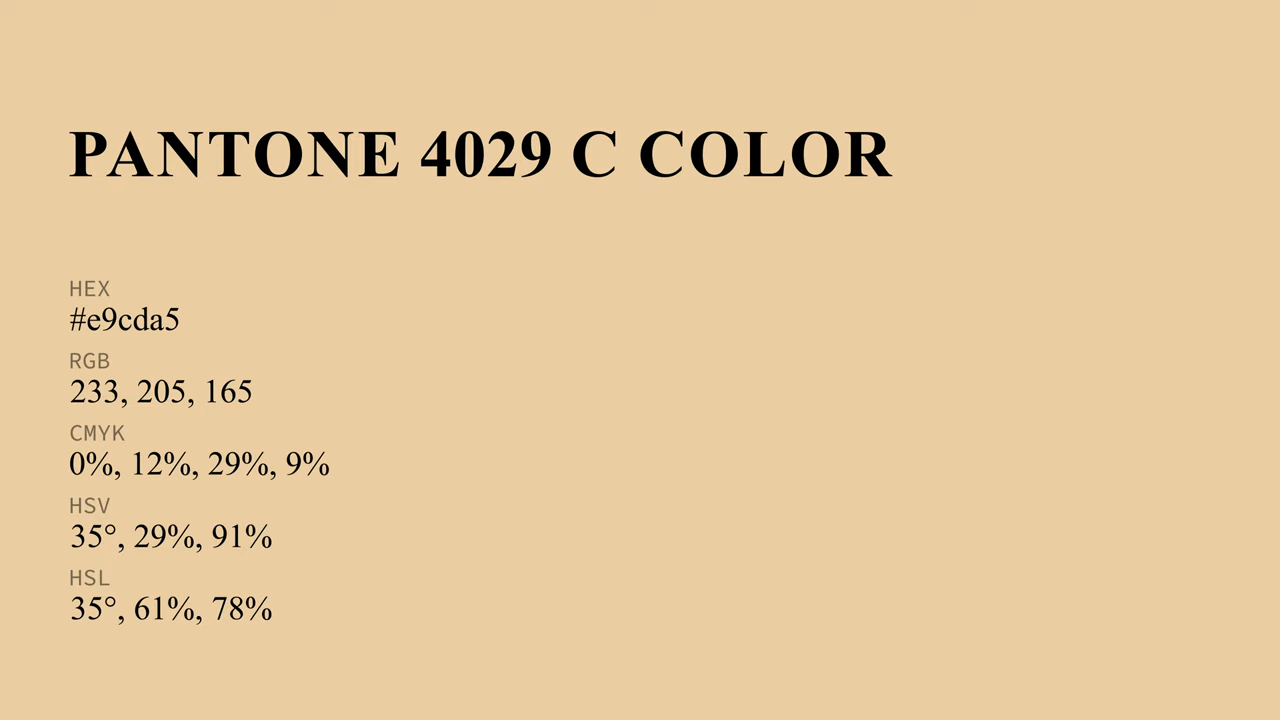 PANTONE 4029 C COLOR
HEX
#e9cda5
RGB
233, 205, 165
CMYK
0%, 12%, 29%, 9%
HSV
35°, 29%, 91%
HSL
35°, 61%, 78%